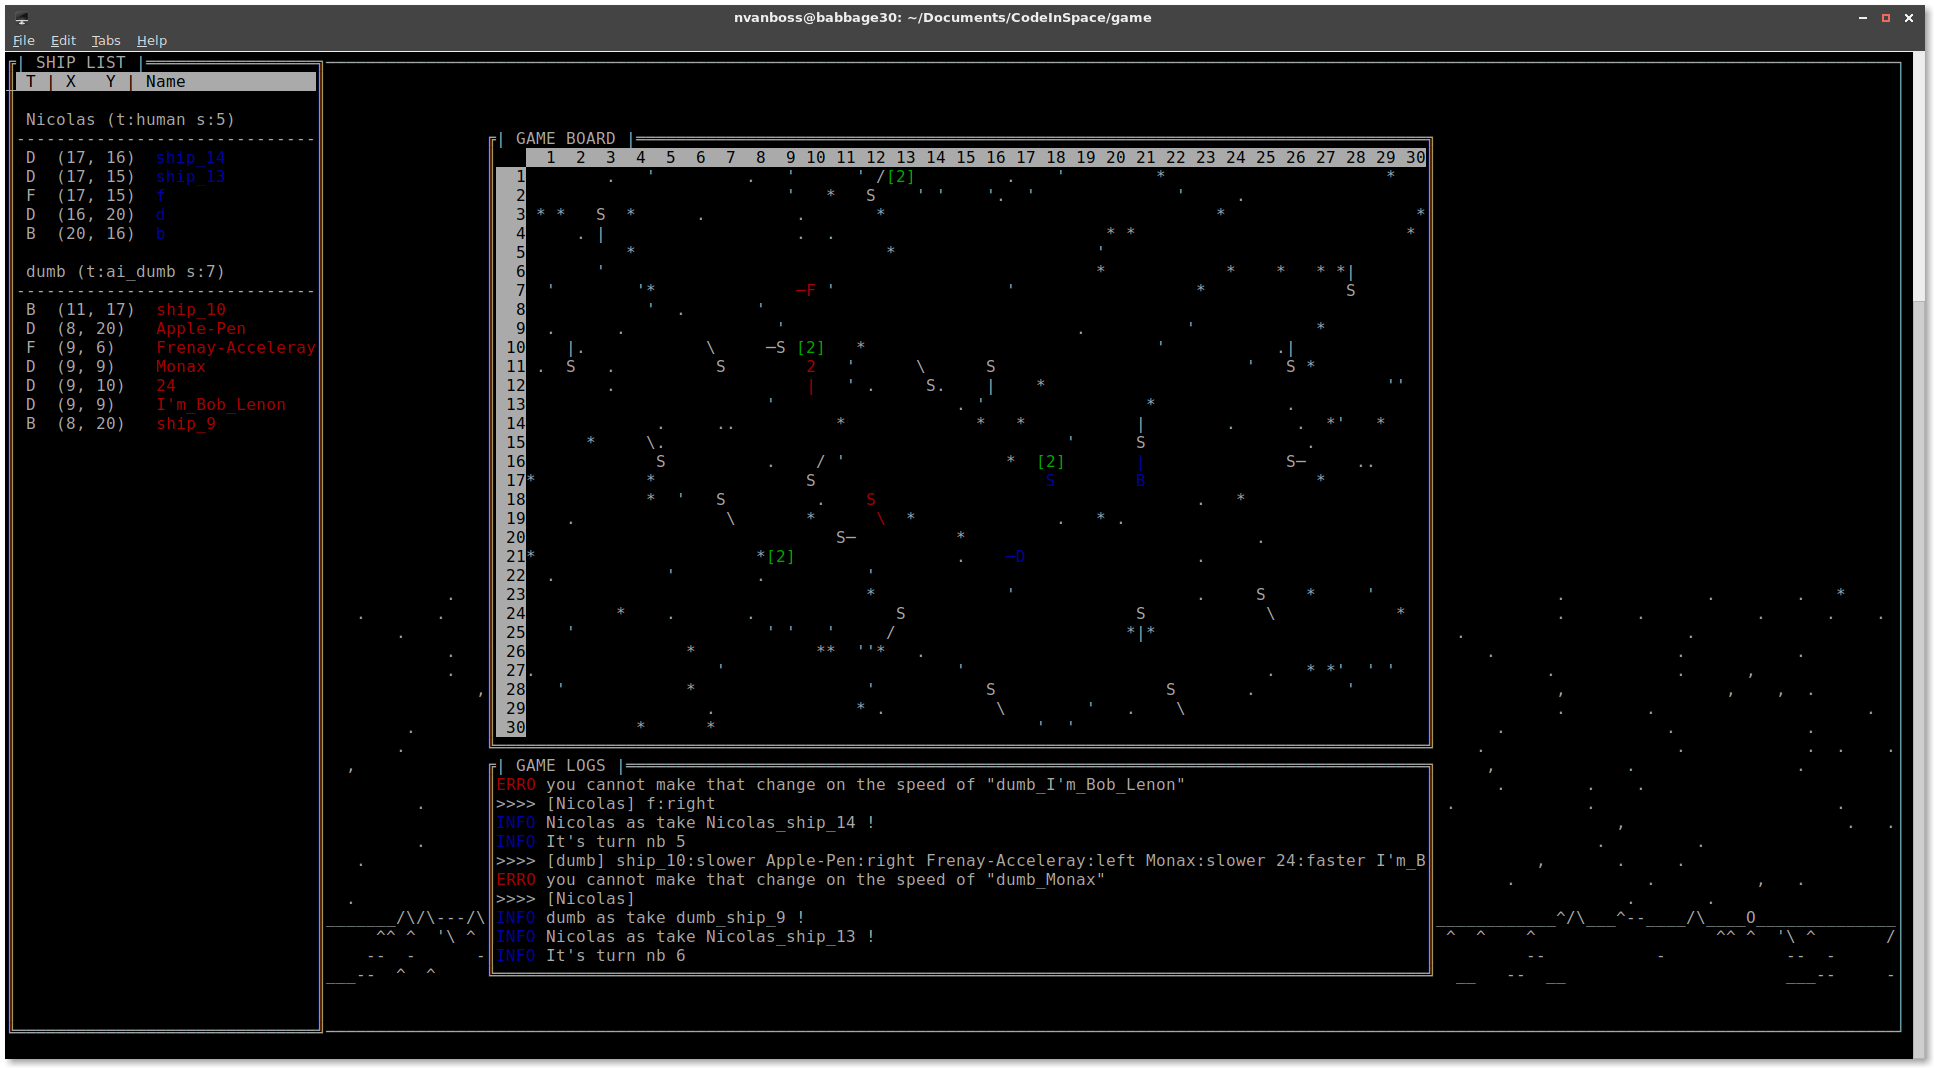 nvanboss@babbage30: ~/Documents/CodeInSpace/game
File Edit Tabs Help
SHIP LIST
T | X Y | Name
Nicolas (t:human s:5)
D (17, 16) ship_14
D (17, 15) ship_13
F (17, 15) f
D (16, 20) d
B (20, 16) b
dumb (t:ai_dumb s:7)
B (11, 17) ship_10
D (8, 20) Apple-Pen
F (9, 6) Frenay-Acceleray
D (9, 9) Monax
D (9, 10) 24
D (9, 9) I'm_Bob_Lenon
B (8, 20) ship_9
GAME BOARD
1 2 3 4 5 6 7 8 9 10 11 12 13 14 15 16 17 18 19 20 21 22 23 24 25 26 27 28 29 30
1 [2]
2 S
3 S
4
5
6
7 F S
8
9
10 S [2]
11 S S 2 S S
12 S
13
14
15 S
16 S [2] S
17 S S B
18 S S
19
20 S
21 [2] D
22
23 S
24 S S
25
26
27
28 S S
29
30
GAME LOGS
ERRO you cannot make that change on the speed of "dumb_I'm_Bob_Lenon"
>>>> [Nicolas] f:right
INFO Nicolas as take Nicolas_ship_14 !
INFO It's turn nb 5
>>>> [dumb] ship_10:slower Apple-Pen:right Frenay-Acceleray:left Monax:slower 24:faster I'm_B
ERRO you cannot make that change on the speed of "dumb_Monax"
>>>> [Nicolas]
INFO dumb as take dumb_ship_9 !
INFO Nicolas as take Nicolas_ship_13 !
INFO It's turn nb 6